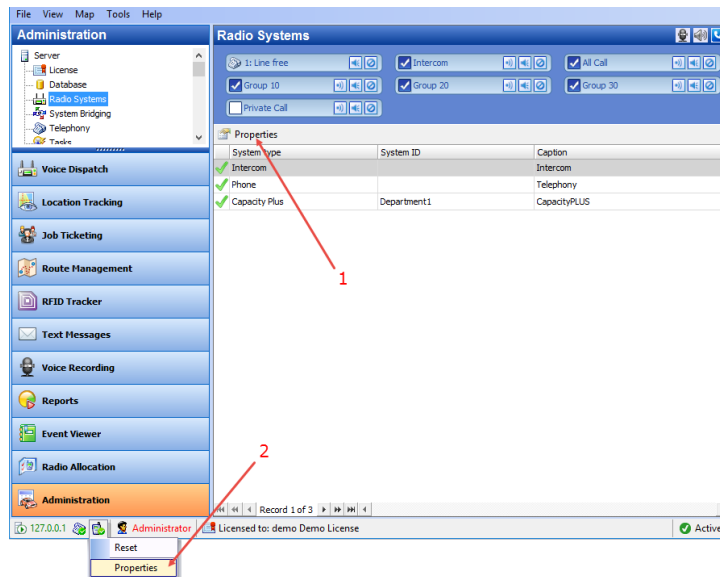 File View Map Tools Help
Administration
Radio Systems
Server
License
Database
Radio Systems
System Bridging
Telephony
Tasks
1: Line free
Intercom
All Call
Group 10
Group 20
Group 30
Private Call
Properties
System type System ID Caption
Intercom Intercom
Phone Telephony
Capacity Plus Department1 CapacityPLUS
Voice Dispatch
Location Tracking
Job Ticketing
Route Management
RFID Tracker
Text Messages
Voice Recording
Reports
Event Viewer
Radio Allocation
Administration
1
2
Record 1 of 3
127.0.0.1 Administrator Licensed to: demo Demo License Active
Reset
Properties